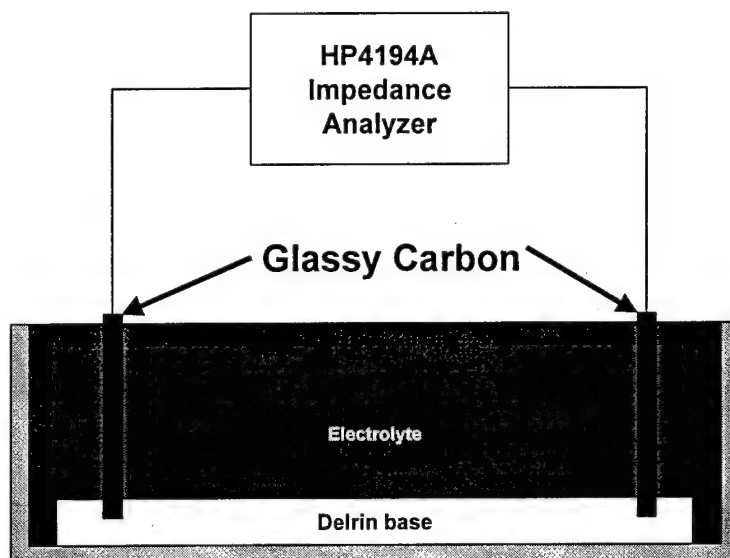 HP4194A
Impedance
Analyzer
Glassy Carbon
Electrolyte
Delrin base